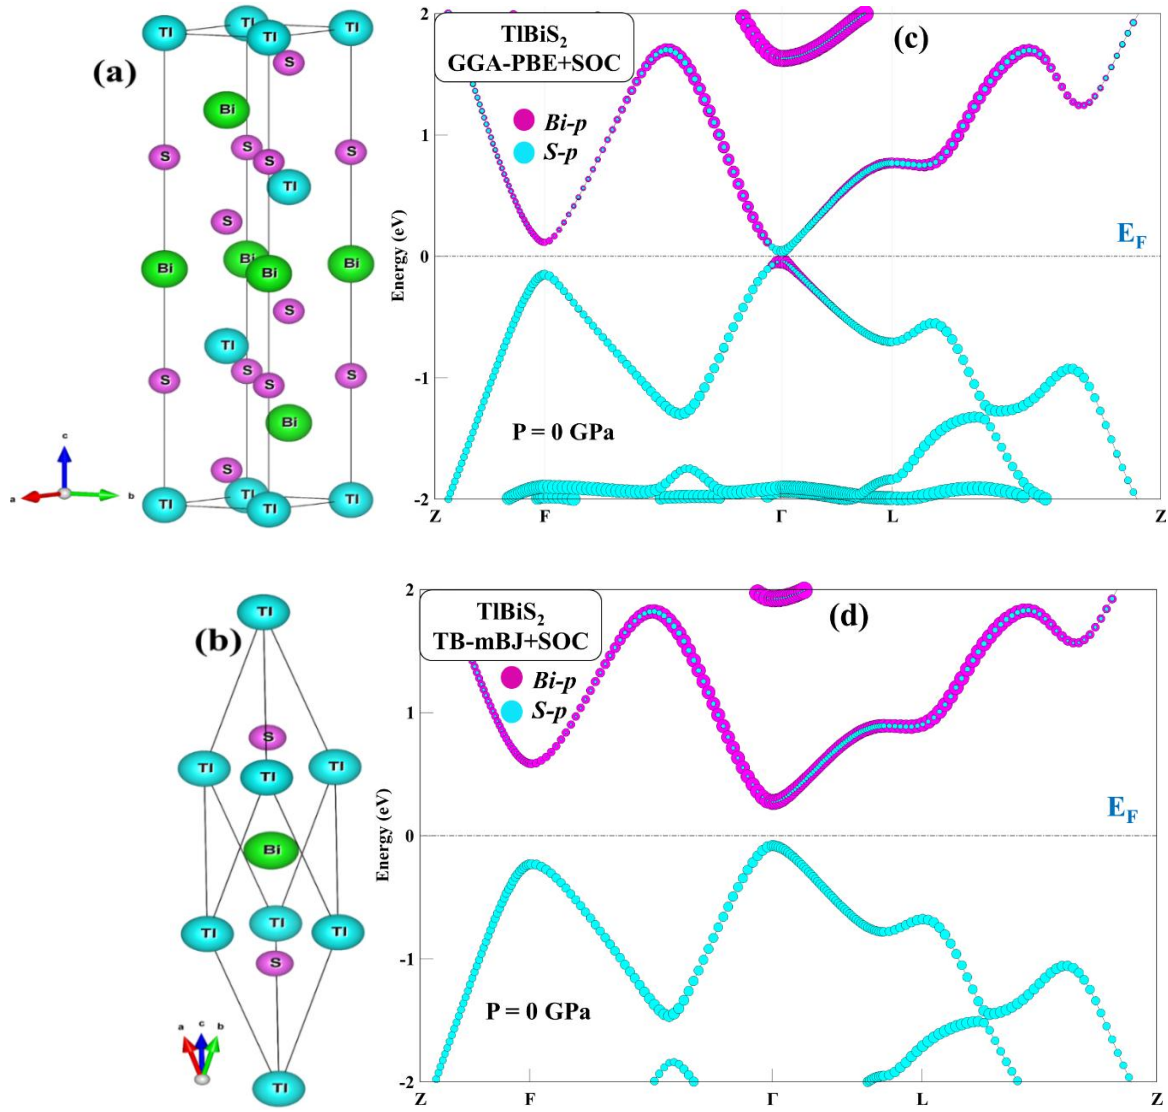 (a)
Tl
Tl
Tl
Tl
S
Bi
S
S
S
S
Tl
S
Bi
Bi
Bi
Bi
S
Tl
S
S
S
S
Bi
S
Tl
Tl
Tl
Tl
c
a
b
(c)
TlBiS2
GGA-PBE+SOC
Bi-p
S-p
EF
P = 0 GPa
Energy (eV)
2
1
0
-1
-2
Z F Γ L Z
(b)
Tl
S
Tl
Tl
Tl
Bi
Tl
Tl
Tl
S
Tl
a c b
(d)
TlBiS2
TB-mBJ+SOC
Bi-p
S-p
EF
P = 0 GPa
Energy (eV)
2
1
0
-1
-2
Z F Γ L Z